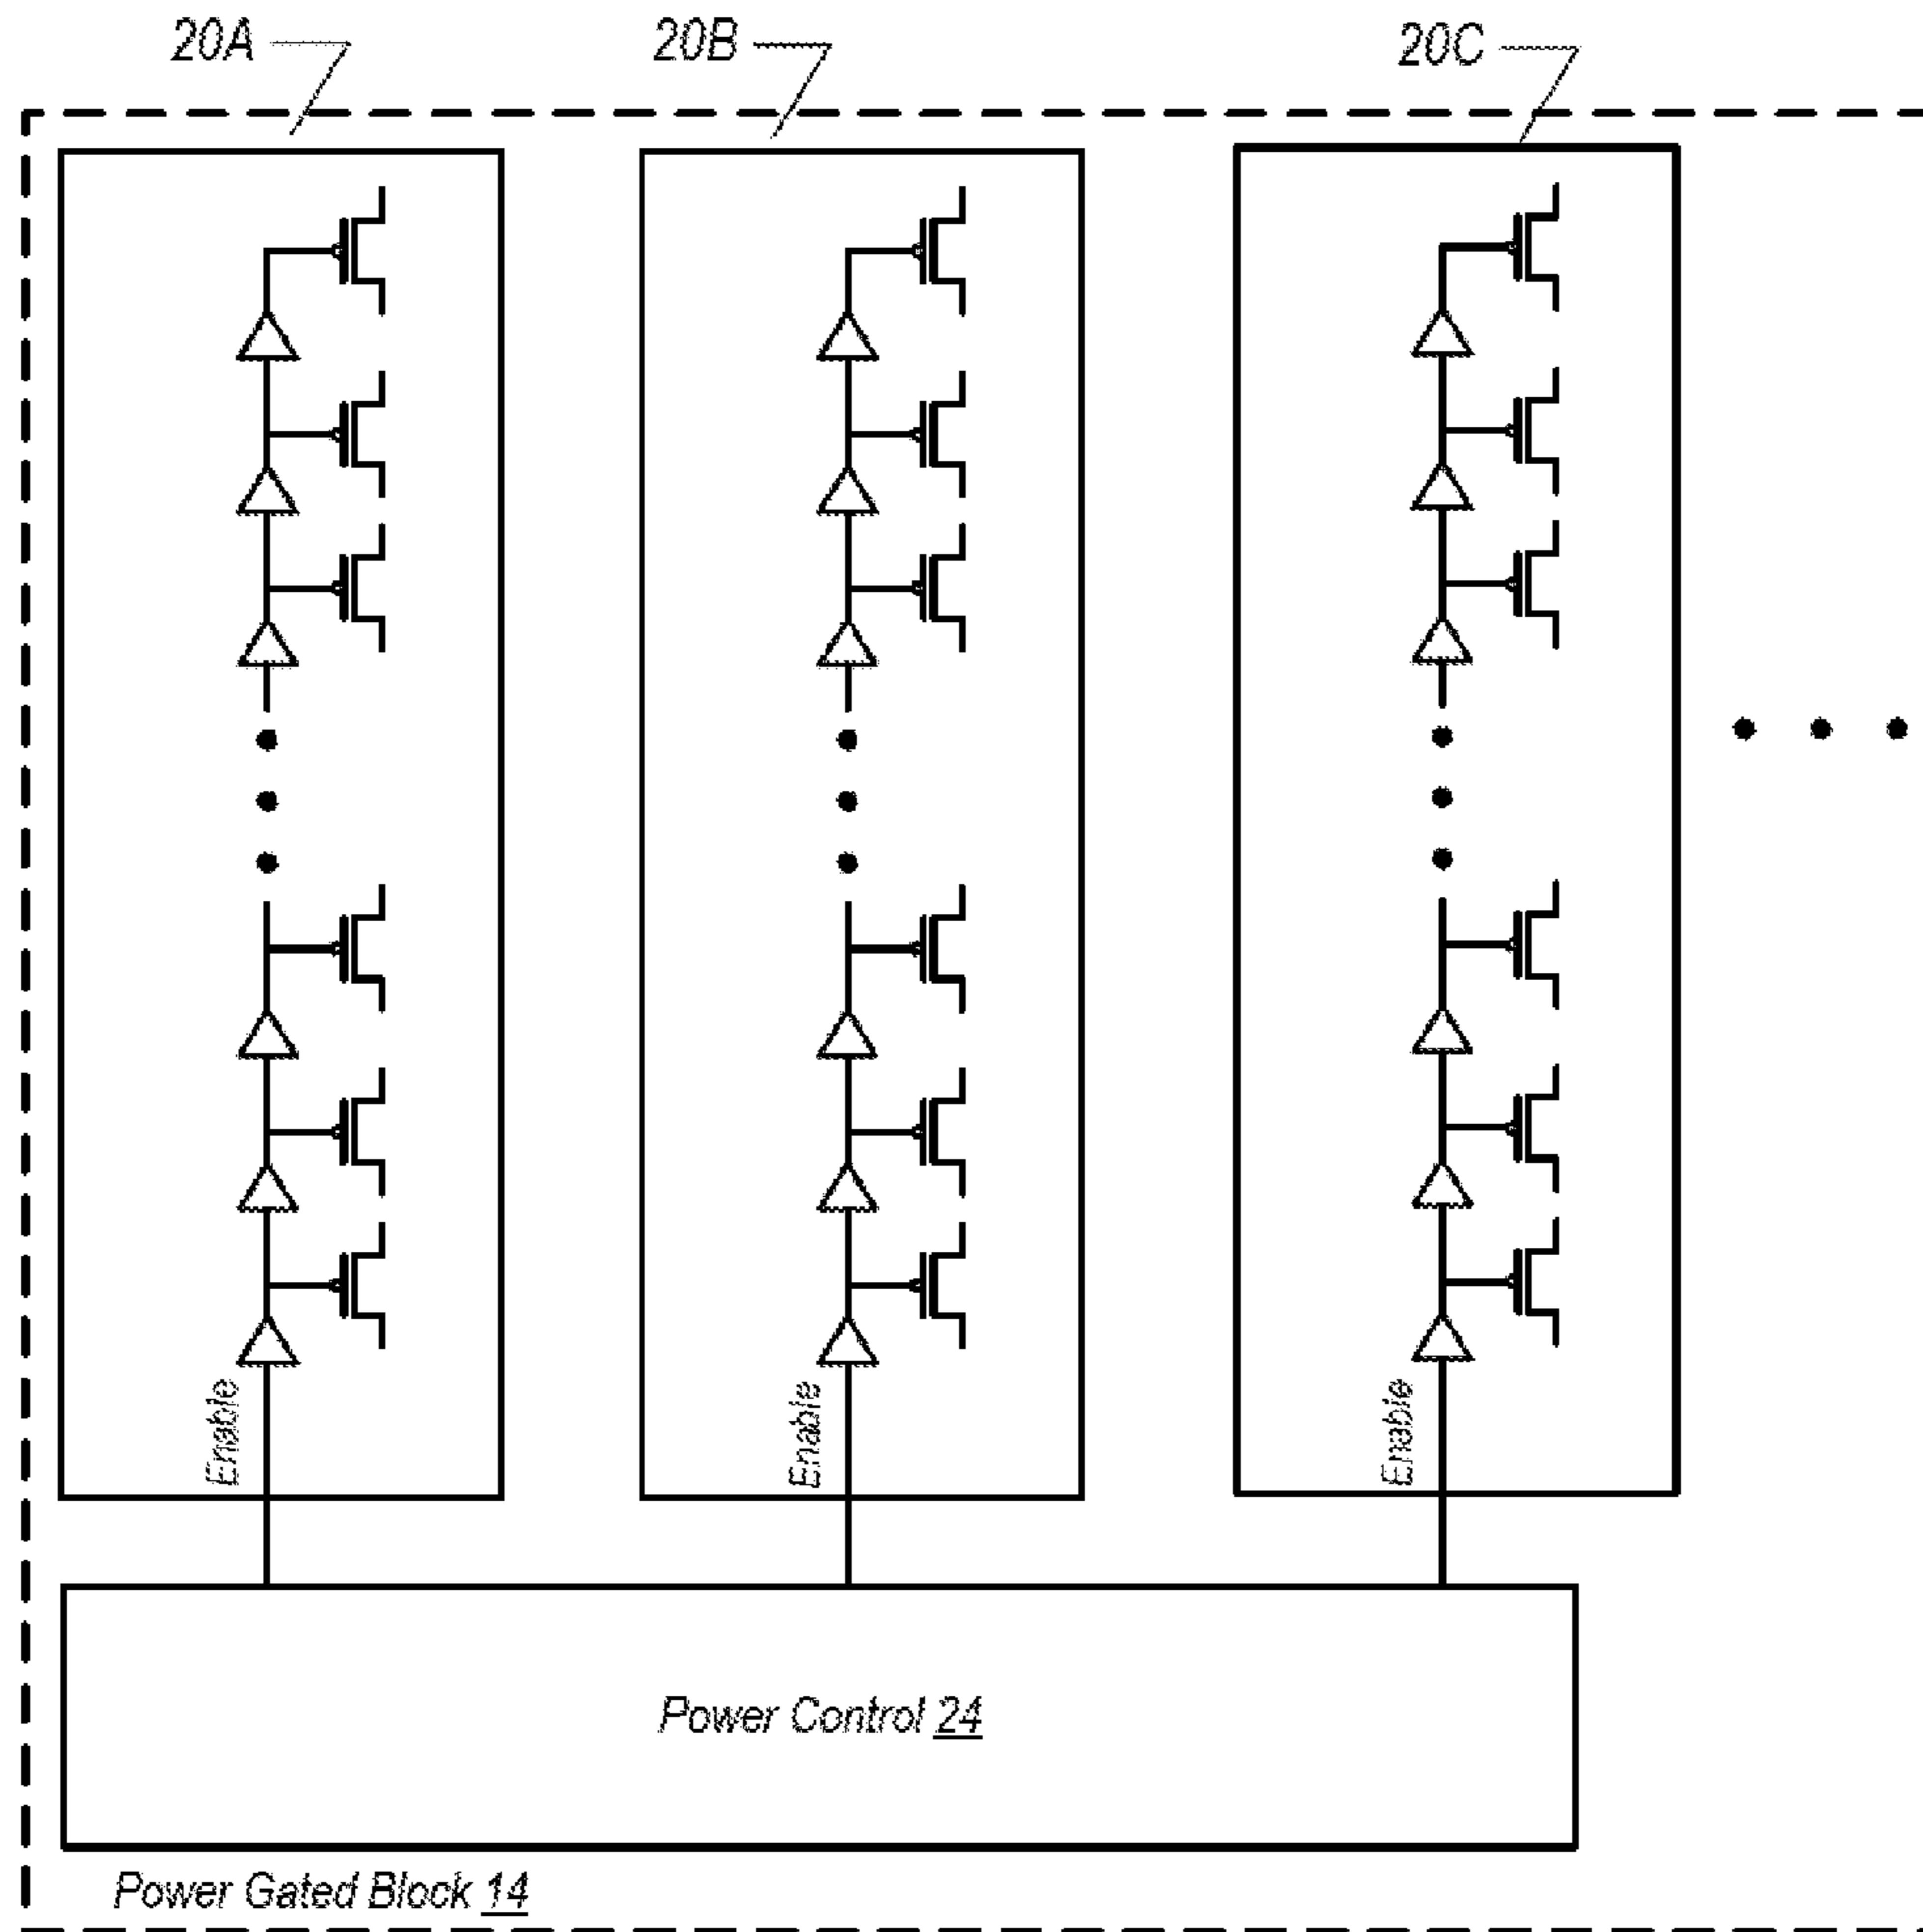 20A
20B
20C
Enable
Enable
Enable
Power Control 24
Power Gated Block 14